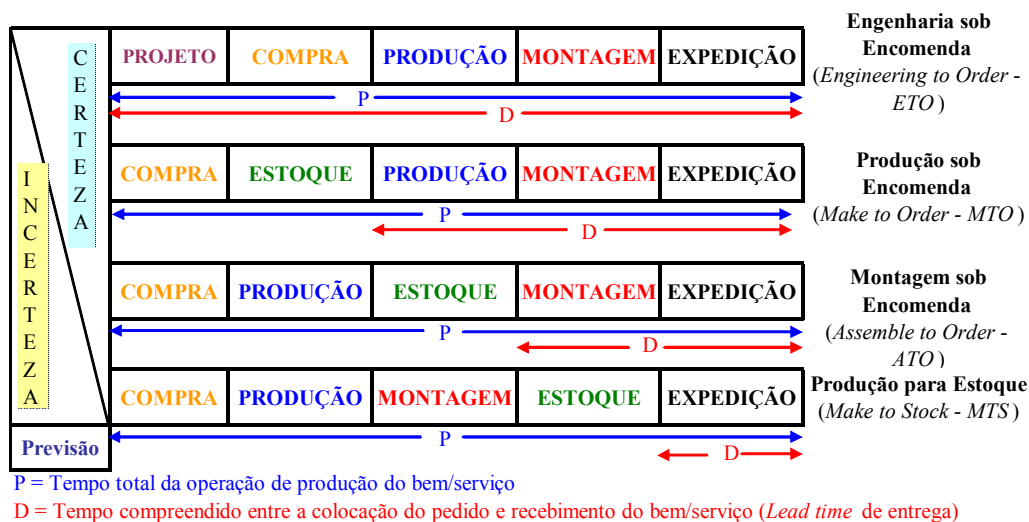 CERTEZA
INCERTEZA
Previsão
PROJETO COMPRA PRODUÇÃO MONTAGEM EXPEDIÇÃO
P
D
Engenharia sob
Encomenda
(Engineering to Order -
ETO )
COMPRA ESTOQUE PRODUÇÃO MONTAGEM EXPEDIÇÃO
P
D
Produção sob
Encomenda
(Make to Order - MTO )
COMPRA PRODUÇÃO ESTOQUE MONTAGEM EXPEDIÇÃO
P
D
Montagem sob
Encomenda
(Assemble to Order -
ATO )
COMPRA PRODUÇÃO MONTAGEM ESTOQUE EXPEDIÇÃO
P
D
Produção para Estoque
(Make to Stock - MTS )
P = Tempo total da operação de produção do bem/serviço
D = Tempo compreendido entre a colocação do pedido e recebimento do bem/serviço (Lead time de entrega)